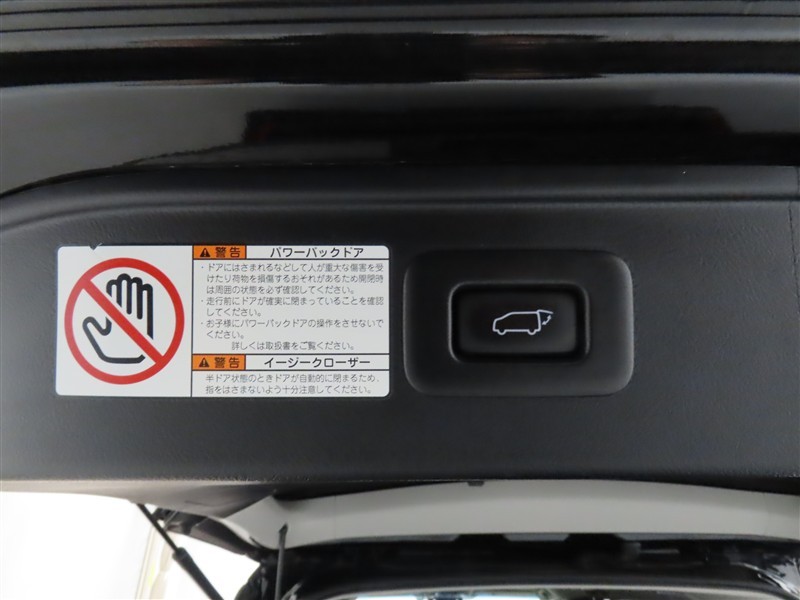 警告 パワーバックドア
・ドアにはさまれるなどして人が重大な傷害を受
けたり荷物を損傷するおそれがあるため開閉時
は周囲の状態を必ず確認してください。
・走行前にドアが確実に閉まっていることを確認
してください。
・お子様にパワーバックドアの操作をさせないで
ください。
詳しくは取扱書をご覧ください。
警告 イージークローザー
半ドア状態のときドアが自動的に閉まるため、
指をはさまないよう十分注意してください。